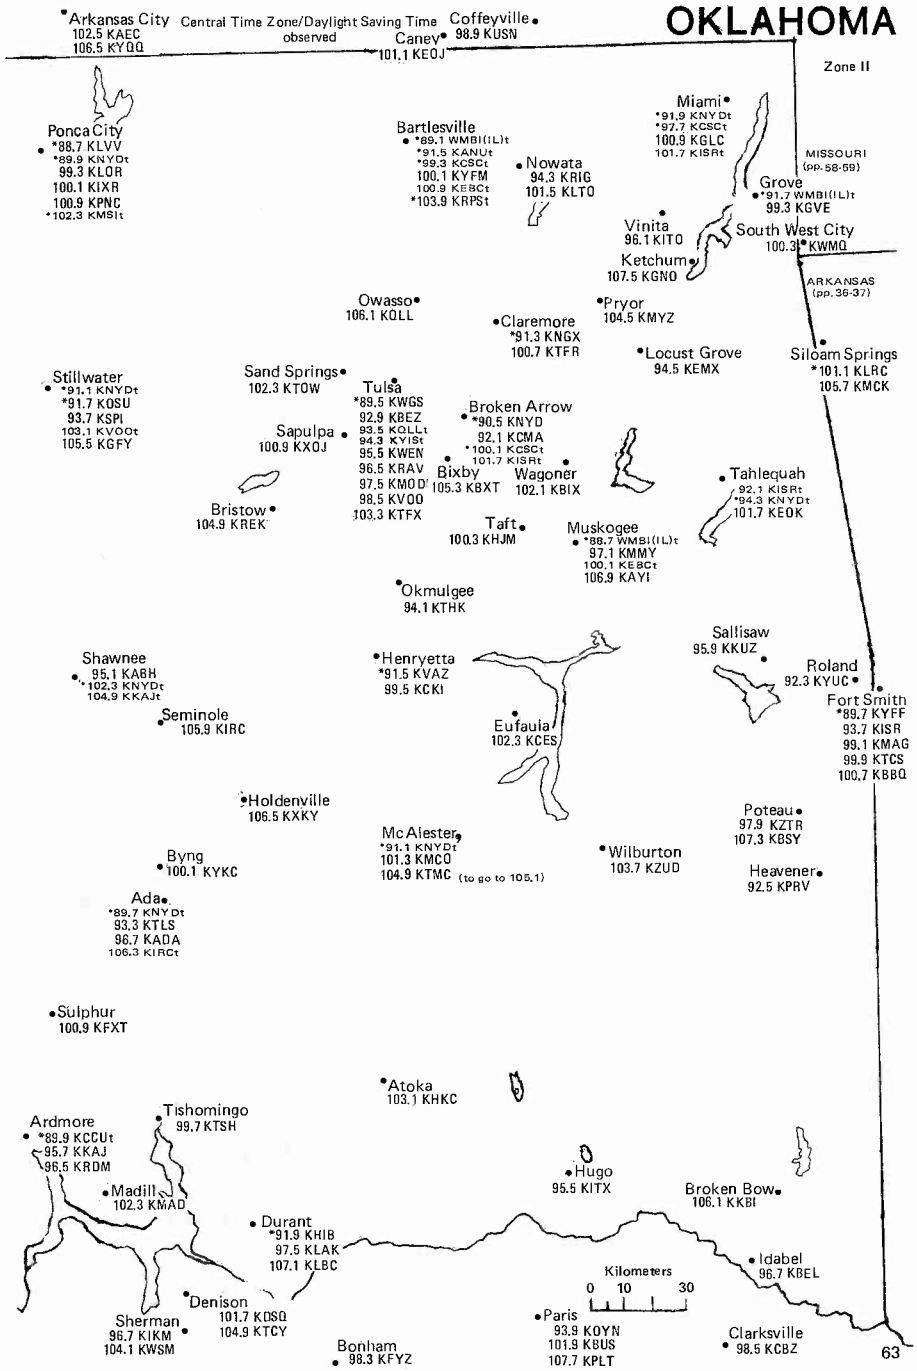 OKLAHOMA
Zone II
Central Time Zone/Daylight Saving Time
observed
Arkansas City
102.5 KAEC
106.5 KYQQ
Coffeyville
98.9 KUSN
Caney
101.1 KEOJ
Ponca City
*88.7 KLVV
*89.9 KNYDt
99.3 KLOR
100.1 KIXR
100.9 KPNC
*102.3 KMSIt
Bartlesville
*89.1 WMBI(IL)t
*91.5 KANUt
*99.3 KCSCt
100.1 KYFM
100.9 KEBCt
*103.9 KRPSt
Nowata
94.3 KRIG
101.5 KLTO
Miami
*91.9 KNYDt
*97.7 KCSCt
100.9 KGLC
101.7 KISRt
MISSOURI
(pp.58-59)
Grove
*91.7 WMBI(IL)t
99.3 KGVE
Vinita
96.1 KITO
South West City
100.3 KWMQ
Ketchum
107.5 KGND
ARKANSAS
(pp.36-37)
Owasso
106.1 KQLL
Claremore
*91.3 KNGX
100.7 KTFR
Pryor
104.5 KMYZ
Locust Grove
94.5 KEMX
Siloam Springs
*101.1 KLRC
105.7 KMCK
Stillwater
*91.1 KNYDt
*91.7 KOSU
93.7 KSPI
103.1 KVOOt
105.5 KGFY
Sand Springs
102.3 KTOW
Sapulpa
100.9 KXOJ
Tulsa
*89.5 KWGS
92.9 KBEZ
93.5 KQLLt
94.3 KYISt
95.5 KWEN
96.5 KRAV
97.5 KMOD
98.5 KVOO
103.3 KTFX
Broken Arrow
*90.5 KNYD
92.1 KCMA
*100.1 KCSCt
101.7 KISRt
Bixby
105.3 KBXT
Wagoner
102.1 KBIX
Tahlequah
92.1 KISRt
*94.3 KNYDt
101.7 KEOK
Bristow
104.9 KREK
Taft
100.3 KHJM
Muskogee
*88.7 WMBI(IL)t
97.1 KMMY
100.1 KEBCt
106.9 KAYI
Okmulgee
94.1 KTHK
Shawnee
95.1 KABH
*102.3 KNYDt
104.9 KKAJt
Seminole
105.9 KIRC
Henryetta
*91.5 KVAZ
99.5 KCKI
Eufaula
102.3 KCES
Sallisaw
95.9 KKUZ
Roland
92.3 KYUC
Fort Smith
*89.7 KYFF
93.7 KISR
99.1 KMAG
99.9 KTCS
100.7 KBBQ
Holdenville
106.5 KXKY
McAlester
*91.1 KNYDt
101.3 KMCO
104.9 KTMC (to go to 105.1)
Wilburton
103.7 KZUD
Poteau
97.9 KZTR
107.3 KBSY
Heavener
92.5 KPRV
Byng
100.1 KYKC
Ada
*89.7 KNYDt
93.3 KTLS
96.7 KADA
106.3 KIRCt
Sulphur
100.9 KFXT
Atoka
103.1 KHKC
Tishomingo
99.7 KTSH
Ardmore
*89.9 KCCUt
95.7 KKAJ
96.5 KRDM
Madill
102.3 KMAD
Hugo
95.5 KITX
Broken Bow
106.1 KKBI
Durant
*91.9 KHIB
97.5 KLAK
107.1 KLBC
Idabel
96.7 KBEL
Kilometers
0 10 30
Denison
101.7 KDSQ
104.9 KTCY
Sherman
96.7 KIKM
104.1 KWSM
Bonham
98.3 KFYZ
Paris
93.9 KOYN
101.9 KBUS
107.7 KPLT
Clarksville
98.5 KCBZ
63